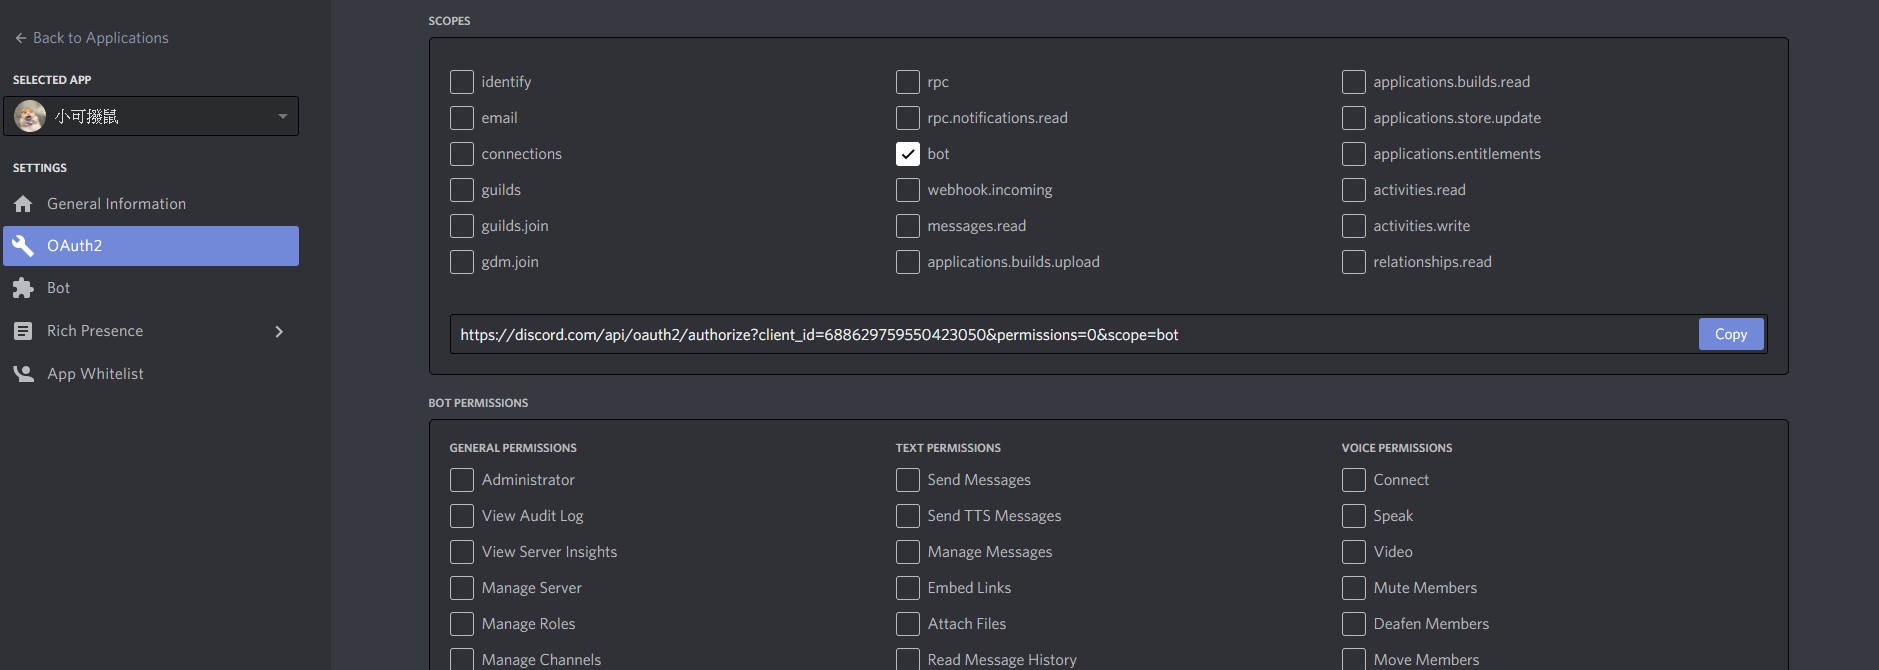 Back to Applications
SELECTED APP
小可撥鼠
SETTINGS
General Information
OAuth2
Bot
Rich Presence
App Whitelist
SCOPES
identify
email
connections
guilds
guilds.join
gdm.join
rpc
rpc.notifications.read
bot
webhook.incoming
messages.read
applications.builds.upload
applications.builds.read
applications.store.update
applications.entitlements
activities.read
activities.write
relationships.read
https://discord.com/api/oauth2/authorize?client_id=688629759550423050&permissions=0&scope=bot
Copy
BOT PERMISSIONS
GENERAL PERMISSIONS
Administrator
View Audit Log
View Server Insights
Manage Server
Manage Roles
Manage Channels
TEXT PERMISSIONS
Send Messages
Send TTS Messages
Manage Messages
Embed Links
Attach Files
Read Message History
VOICE PERMISSIONS
Connect
Speak
Video
Mute Members
Deafen Members
Move Members